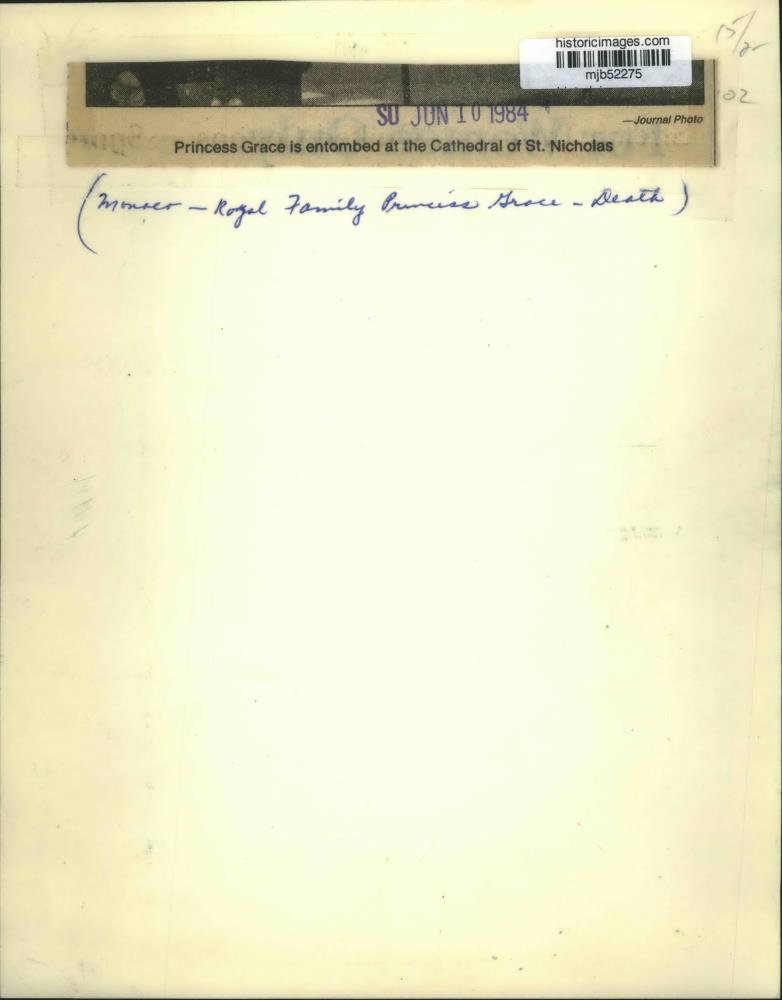 historicimages.com
mjb52275
SU JUN 10 1984
—Journal Photo
Princess Grace is entombed at the Cathedral of St. Nicholas
(Monaco – Royal Family Princess Grace – Death)
02